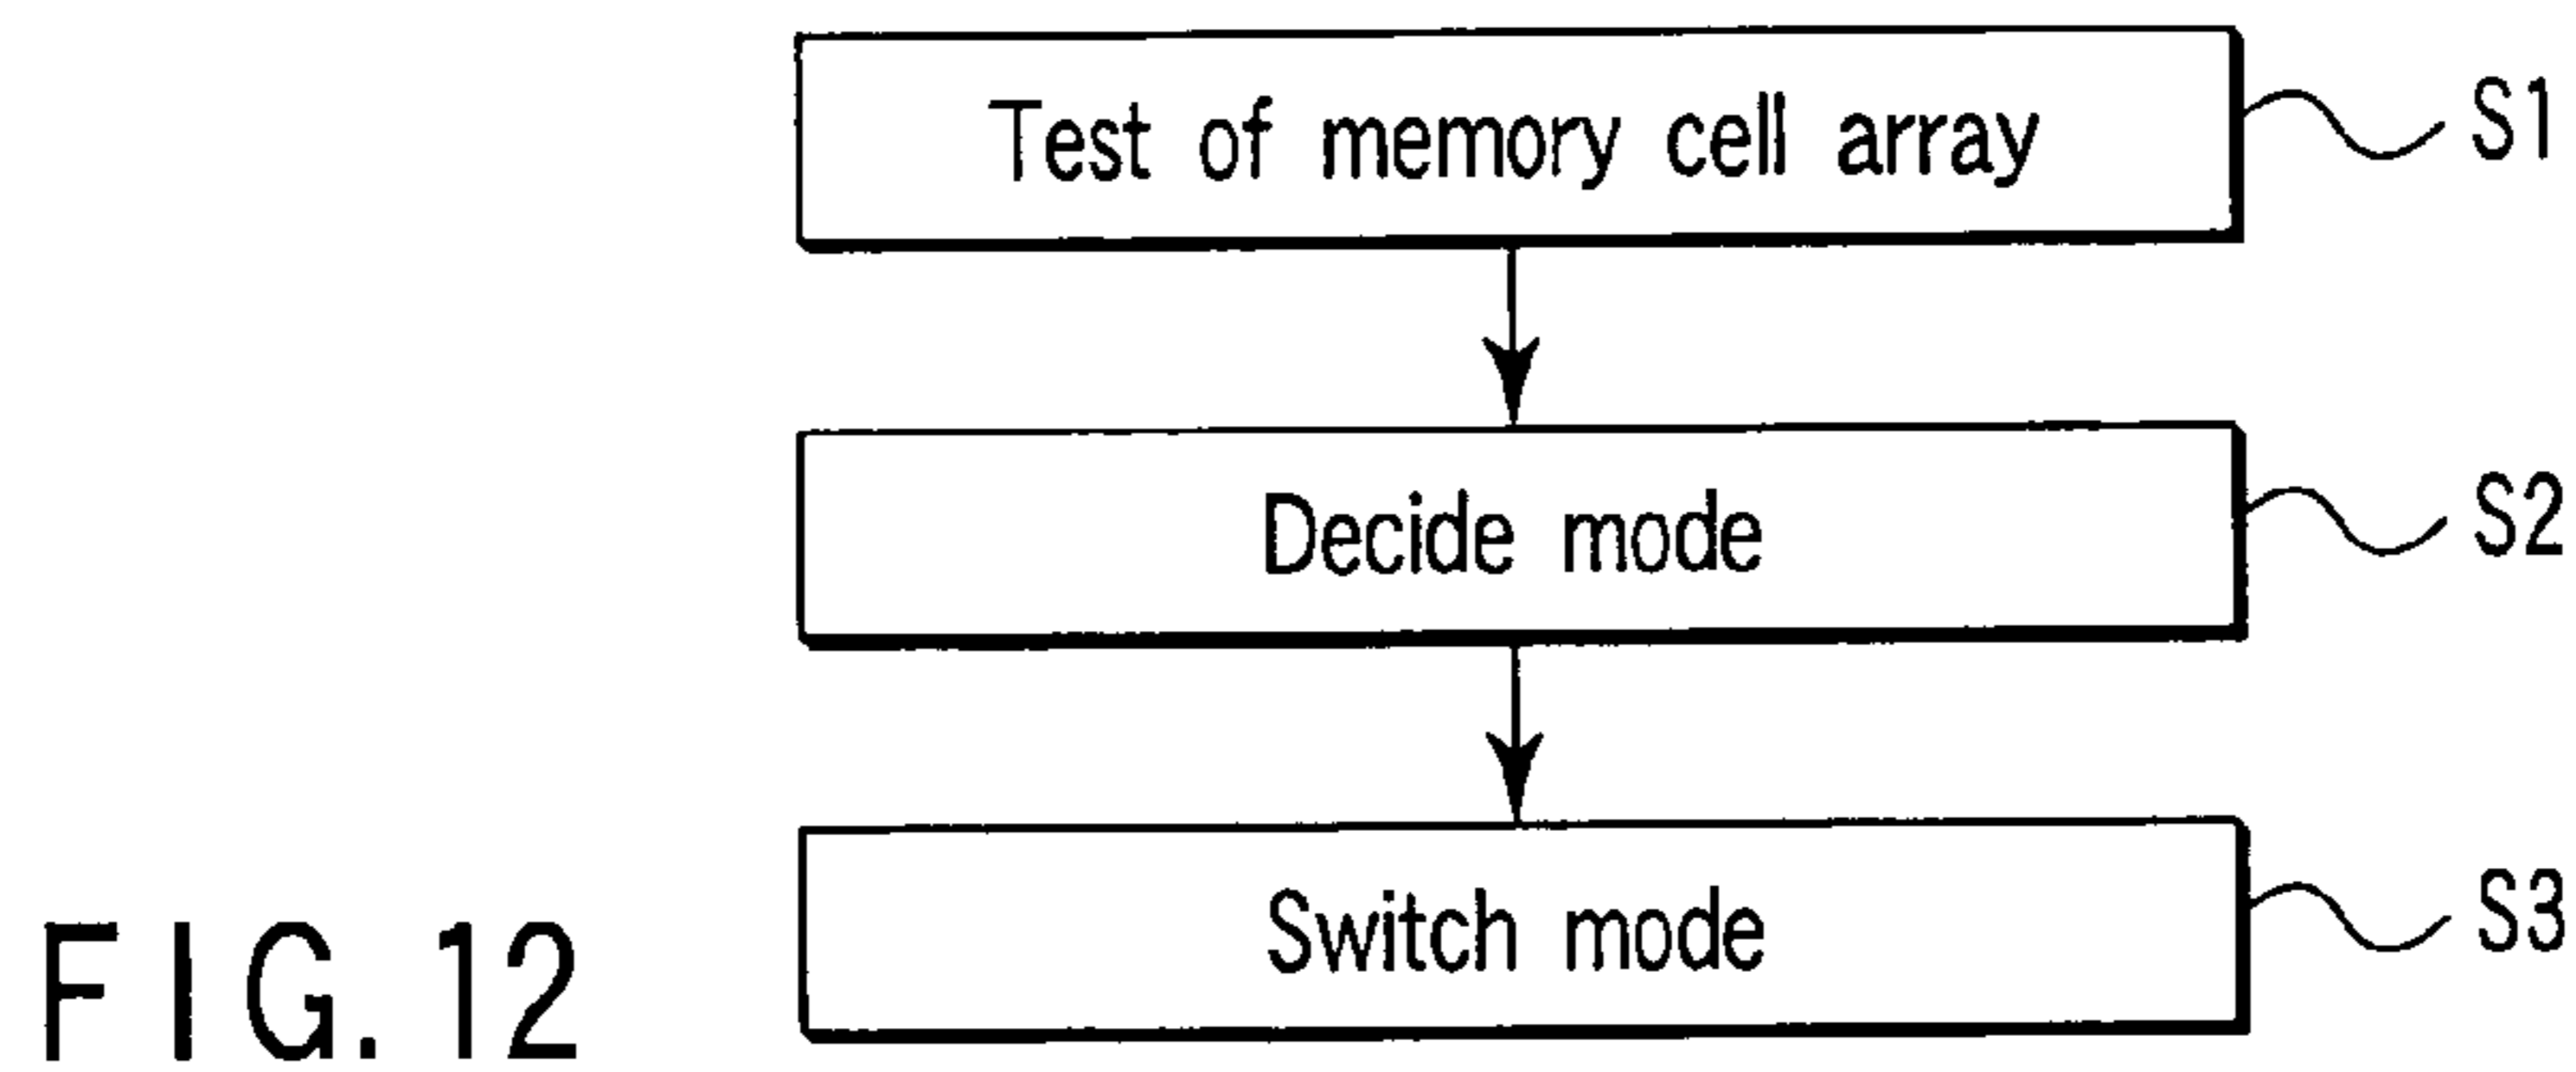 Test of memory cell array S1
Decide mode S2
Switch mode S3
FIG.12